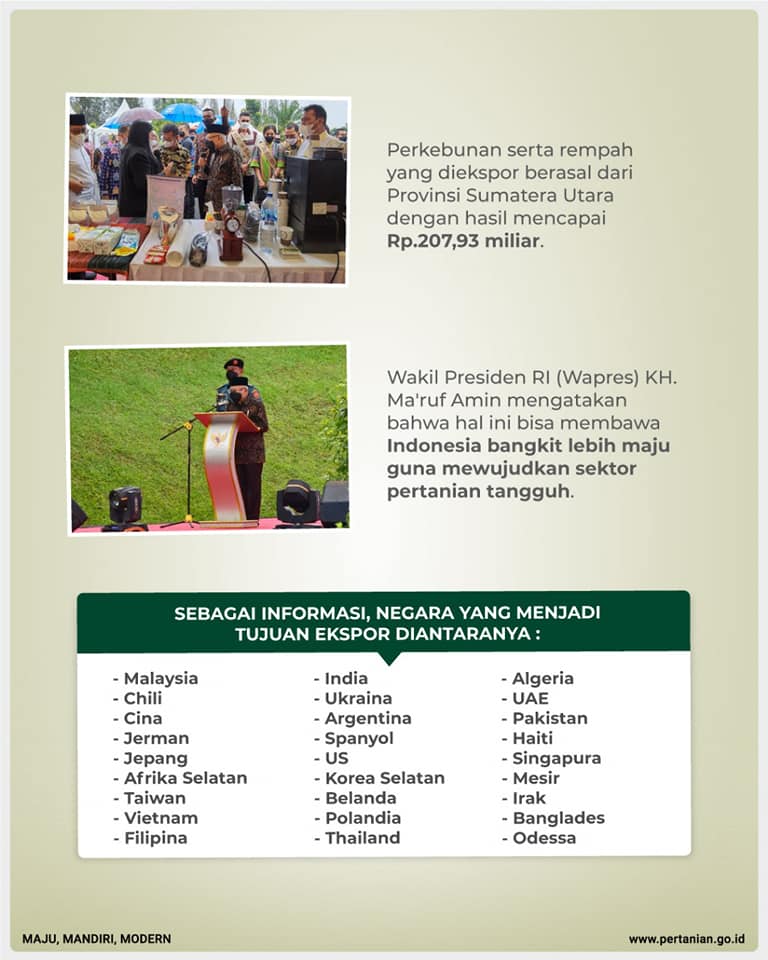 Perkebunan serta rempah
yang diekspor berasal dari
Provinsi Sumatera Utara
dengan hasil mencapai
Rp.207,93 miliar.
Wakil Presiden RI (Wapres) KH.
Ma'ruf Amin mengatakan
bahwa hal ini bisa membawa
Indonesia bangkit lebih maju
guna mewujudkan sektor
pertanian tangguh.
SEBAGAI INFORMASI, NEGARA YANG MENJADI
TUJUAN EKSPOR DIANTARANYA :
- Malaysia
- Chili
- Cina
- Jerman
- Jepang
- Afrika Selatan
- Taiwan
- Vietnam
- Filipina
- India
- Ukraina
- Argentina
- Spanyol
- US
- Korea Selatan
- Belanda
- Polandia
- Thailand
- Algeria
- UAE
- Pakistan
- Haiti
- Singapura
- Mesir
- Irak
- Banglades
- Odessa
MAJU, MANDIRI, MODERN
www.pertanian.go.id